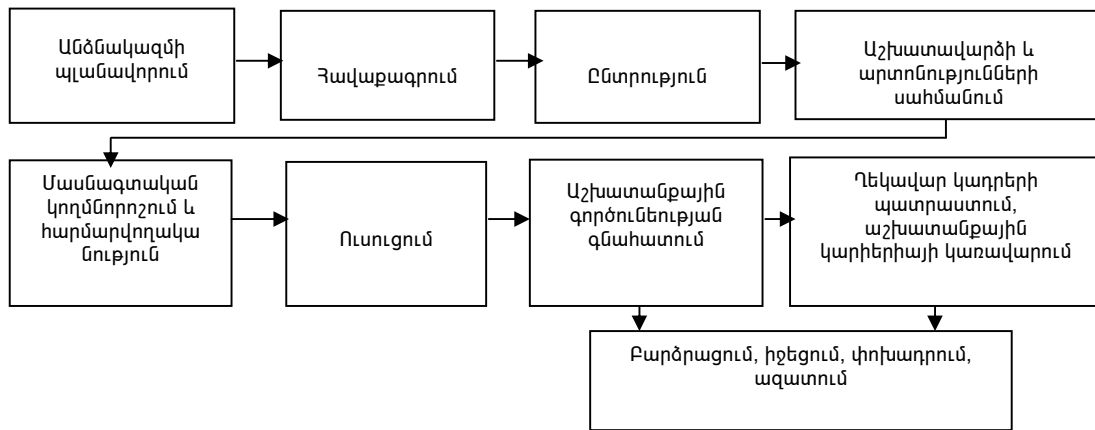 Անձնակազմի
պլանավորում
Հավաքագրում
Ընտրություն
Աշխատավարձի և
արտոնությունների
սահմանում
Մասնագտական
կողմնորոշում և
հարմարվողակա
նություն
Ուսուցում
Աշխատանքային
գործունեության
գնահատում
Ղեկավար կադրերի
պատրաստում,
աշխատանքային
կարիերիայի կառավարում
Բարձրացում, իջեցում, փոխադրում,
ազատում